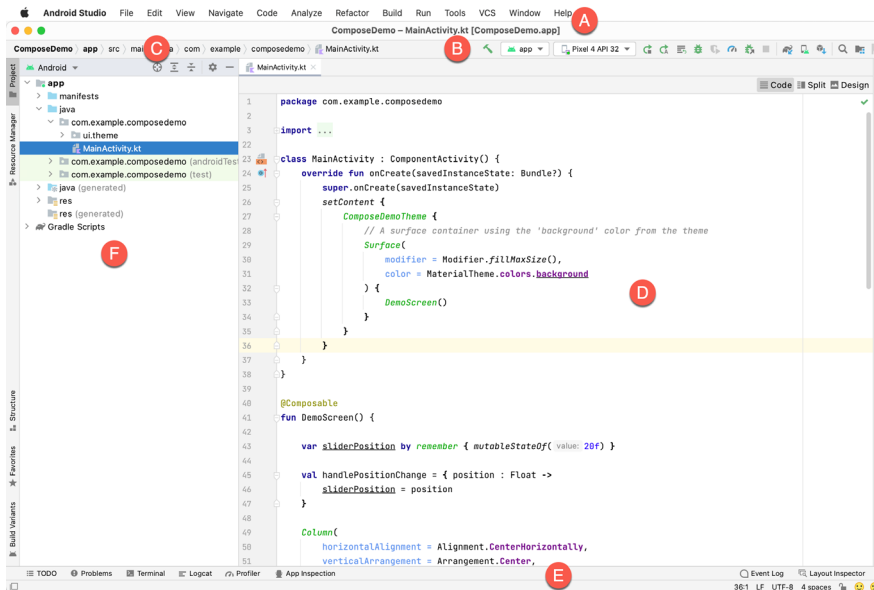 Android Studio File Edit View Navigate Code Analyze Refactor Build Run Tools VCS Window Help
A
ComposeDemo – MainActivity.kt [ComposeDemo.app]
ComposeDemo app src com example composedemo MainActivity.kt
C
B
app
Pixel 4 API 32
Project
Android
MainActivity.kt
Code Split Design
app
manifests
java
com.example.composedemo
ui.theme
MainActivity.kt
com.example.composedemo (androidTest
com.example.composedemo (test)
java (generated)
res
res (generated)
Gradle Scripts
F
Resource Manager
Structure
Favorites
Build Variants
1 package com.example.composedemo
2
3 import ...
22
23 class MainActivity : ComponentActivity() {
24 override fun onCreate(savedInstanceState: Bundle?) {
25 super.onCreate(savedInstanceState)
26 setContent {
27 ComposeDemoTheme {
28 // A surface container using the 'background' color from the theme
29 Surface(
30 modifier = Modifier.fillMaxSize(),
31 color = MaterialTheme.colors.background
32 ) {
33 DemoScreen()
34 }
35 }
36 }
37 }
38 }
39
40 @Composable
41 fun DemoScreen() {
42
43 var sliderPosition by remember { mutableStateOf( value: 20f) }
44
45 val handlePositionChange = { position : Float ->
46 sliderPosition = position
47 }
48
49 Column(
50 horizontalAlignment = Alignment.CenterHorizontally,
51 verticalArrangement = Arrangement.Center,
D
TODO Problems Terminal Logcat Profiler App Inspection
E
Event Log Layout Inspector
36:1 LF UTF-8 4 spaces